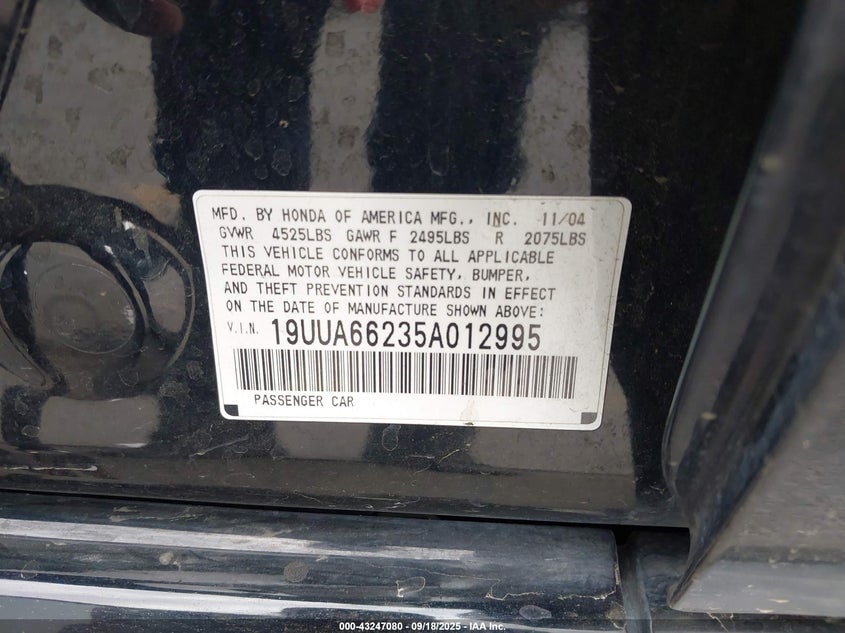 MFD. BY HONDA OF AMERICA MFG., INC. 11/04
GVWR 4525LBS GAWR F 2495LBS R 2075LBS
THIS VEHICLE CONFORMS TO ALL APPLICABLE
FEDERAL MOTOR VEHICLE SAFETY, BUMPER,
AND THEFT PREVENTION STANDARDS IN EFFECT
ON THE DATE OF MANUFACTURE SHOWN ABOVE:
V.I.N. 19UUA66235A012995
PASSENGER CAR
000-43247080 - 09/18/2025 - IAA Inc.